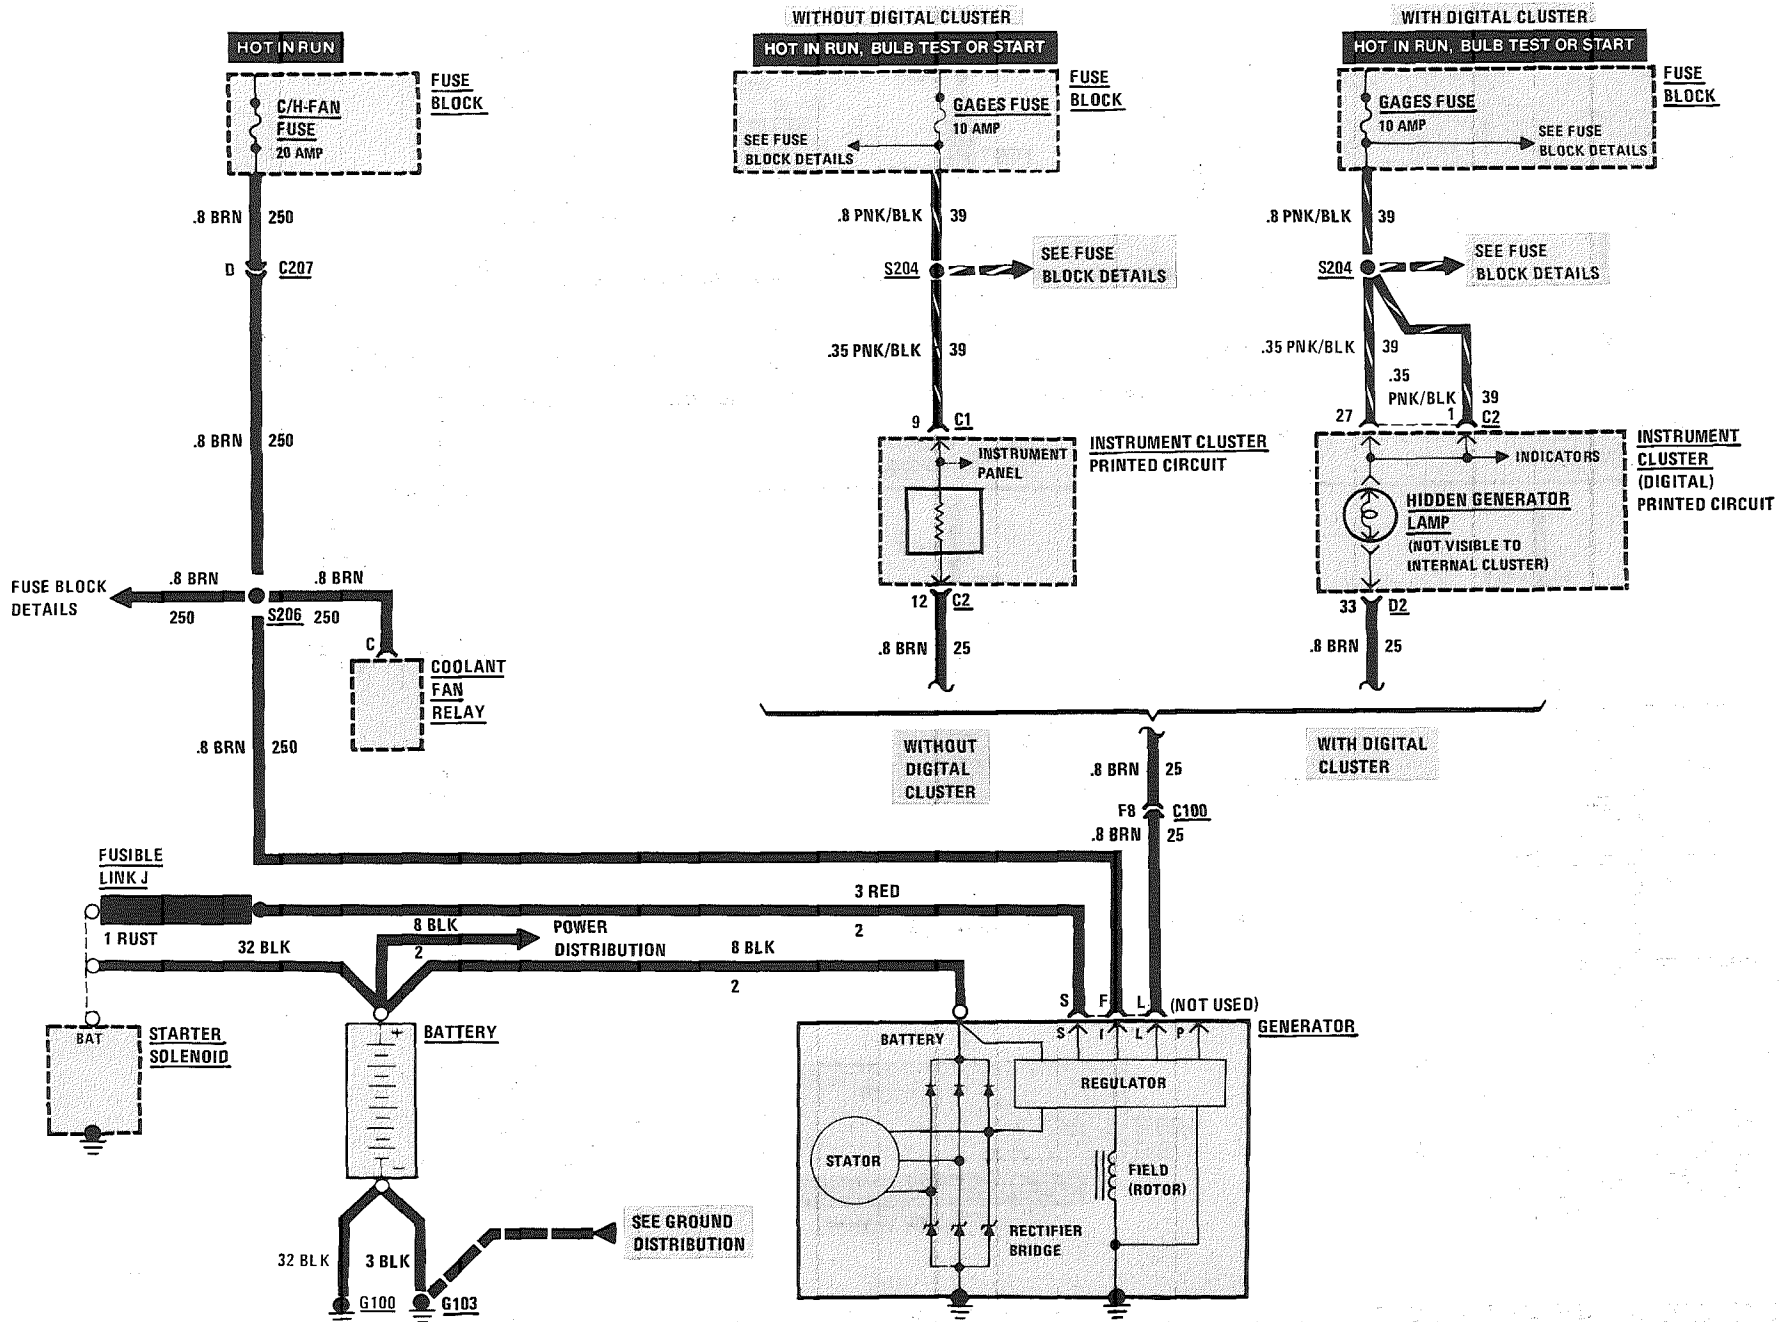 HOT IN RUN
C/H-FAN
FUSE
20 AMP
FUSE
BLOCK
.8 BRN 250
D C207
.8 BRN 250
FUSE BLOCK
DETAILS
.8 BRN
250
S206
.8 BRN
250
C
COOLANT
FAN
RELAY
.8 BRN 250
WITHOUT DIGITAL CLUSTER
HOT IN RUN, BULB TEST OR START
GAGES FUSE
10 AMP
SEE FUSE
BLOCK DETAILS
FUSE
BLOCK
.8 PNK/BLK 39
S204
SEE FUSE
BLOCK DETAILS
.35 PNK/BLK 39
9 C1
INSTRUMENT
PANEL
INSTRUMENT CLUSTER
PRINTED CIRCUIT
12 C2
.8 BRN 25
WITH DIGITAL CLUSTER
HOT IN RUN, BULB TEST OR START
GAGES FUSE
10 AMP
SEE FUSE
BLOCK DETAILS
FUSE
BLOCK
.8 PNK/BLK 39
S204
SEE FUSE
BLOCK DETAILS
.35 PNK/BLK 39
.35
PNK/BLK 39
27 1 C2
INDICATORS
INSTRUMENT
CLUSTER
(DIGITAL)
PRINTED CIRCUIT
HIDDEN GENERATOR
LAMP
(NOT VISIBLE TO
INTERNAL CLUSTER)
33 D2
.8 BRN 25
WITHOUT
DIGITAL
CLUSTER
WITH DIGITAL
CLUSTER
.8 BRN 25
F8 C100
.8 BRN 25
FUSIBLE
LINK J
1 RUST
3 RED
2
32 BLK
8 BLK
2
POWER
DISTRIBUTION
8 BLK
2
BAT
STARTER
SOLENOID
+
BATTERY
-
32 BLK
3 BLK
G100
G103
SEE GROUND
DISTRIBUTION
S F L (NOT USED)
GENERATOR
BATTERY
S I L P
REGULATOR
STATOR
FIELD
(ROTOR)
RECTIFIER
BRIDGE